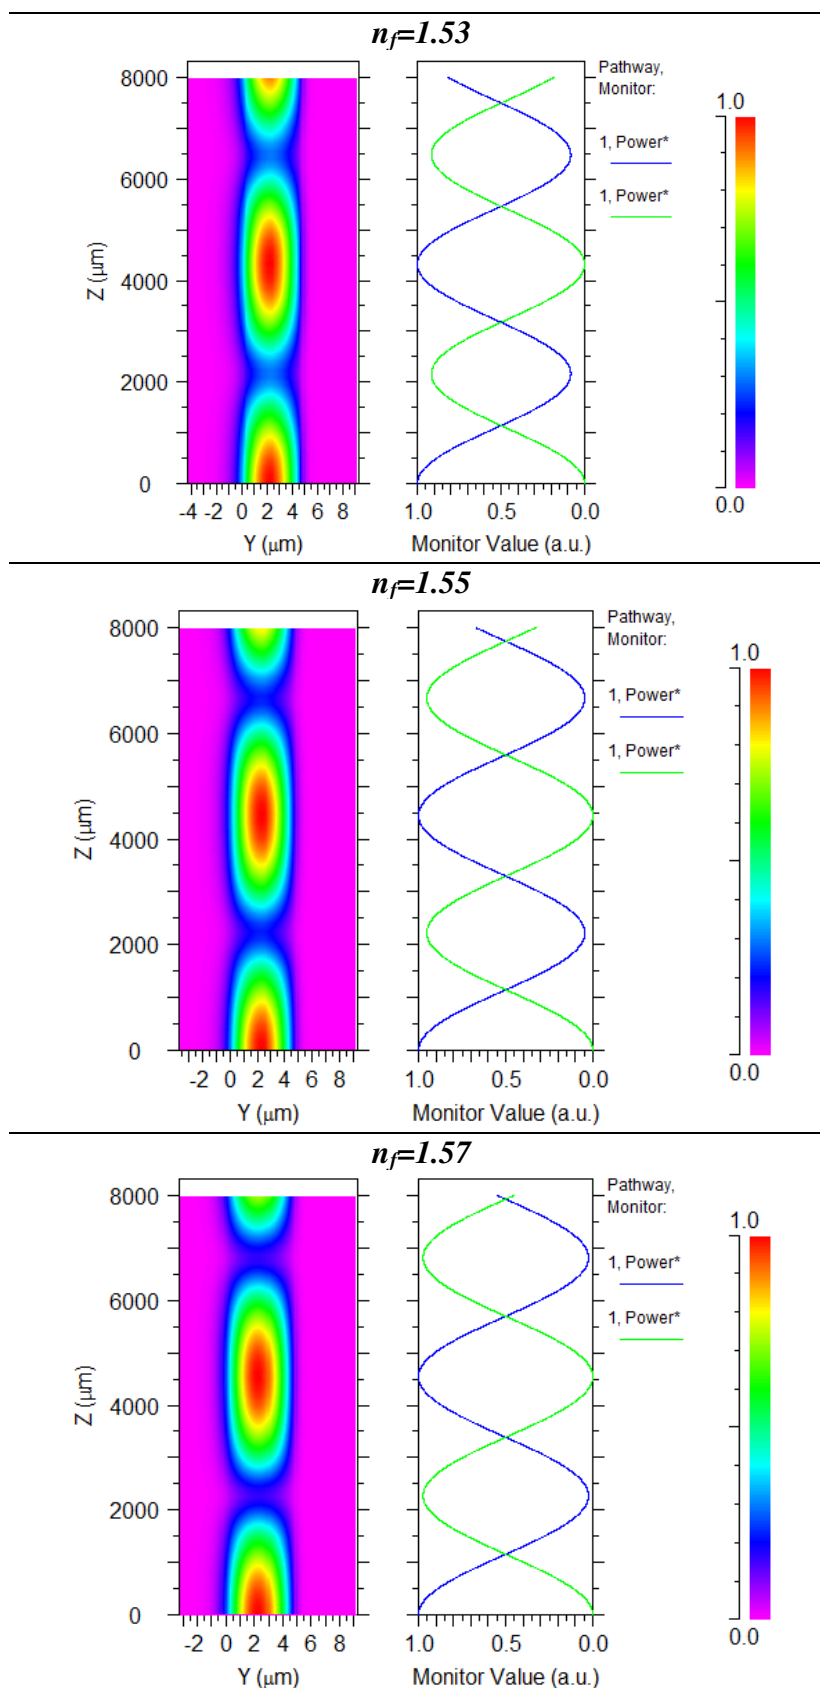 n_f=1.53
Pathway,
Monitor:
1.0
1, Power*
1, Power*
0.0
8000
6000
4000
2000
0
Z (μm)
-4 -2 0 2 4 6 8
Y (μm)
1.0 0.5 0.0
Monitor Value (a.u.)
n_f=1.55
Pathway,
Monitor:
1.0
1, Power*
1, Power*
0.0
8000
6000
4000
2000
0
Z (μm)
-2 0 2 4 6 8
Y (μm)
1.0 0.5 0.0
Monitor Value (a.u.)
n_f=1.57
Pathway,
Monitor:
1.0
1, Power*
1, Power*
0.0
8000
6000
4000
2000
0
Z (μm)
-2 0 2 4 6 8
Y (μm)
1.0 0.5 0.0
Monitor Value (a.u.)